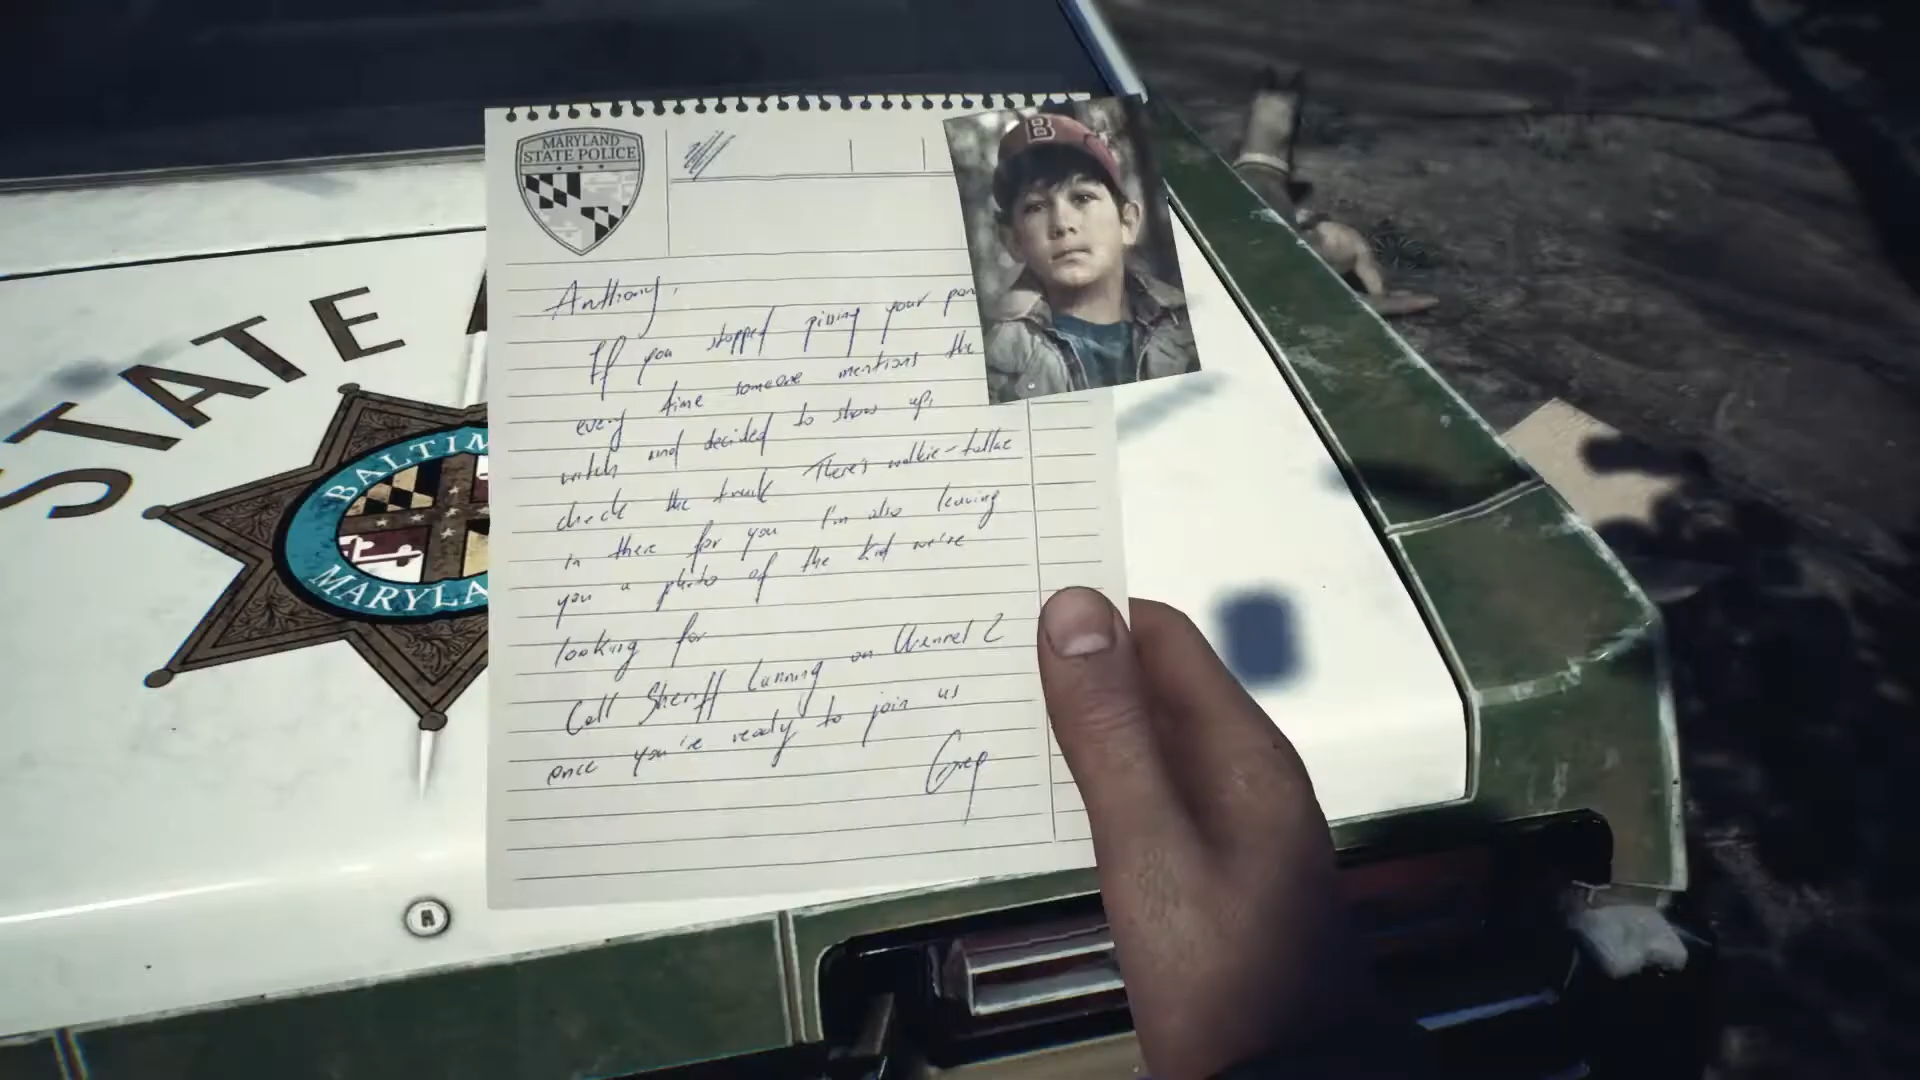 MARYLAND
STATE POLICE
B
STATE
BALTIM
MARYLA
Anthony,
If you stopped pissing your pan
every time someone mentions the
witch and decided to show up,
check the trunk There's walkie-talkie
in there for you I'm also leaving
you a photo of the kid we're
looking for
Call Sheriff Lanning on Channel 2
once you're ready to join us
Greg